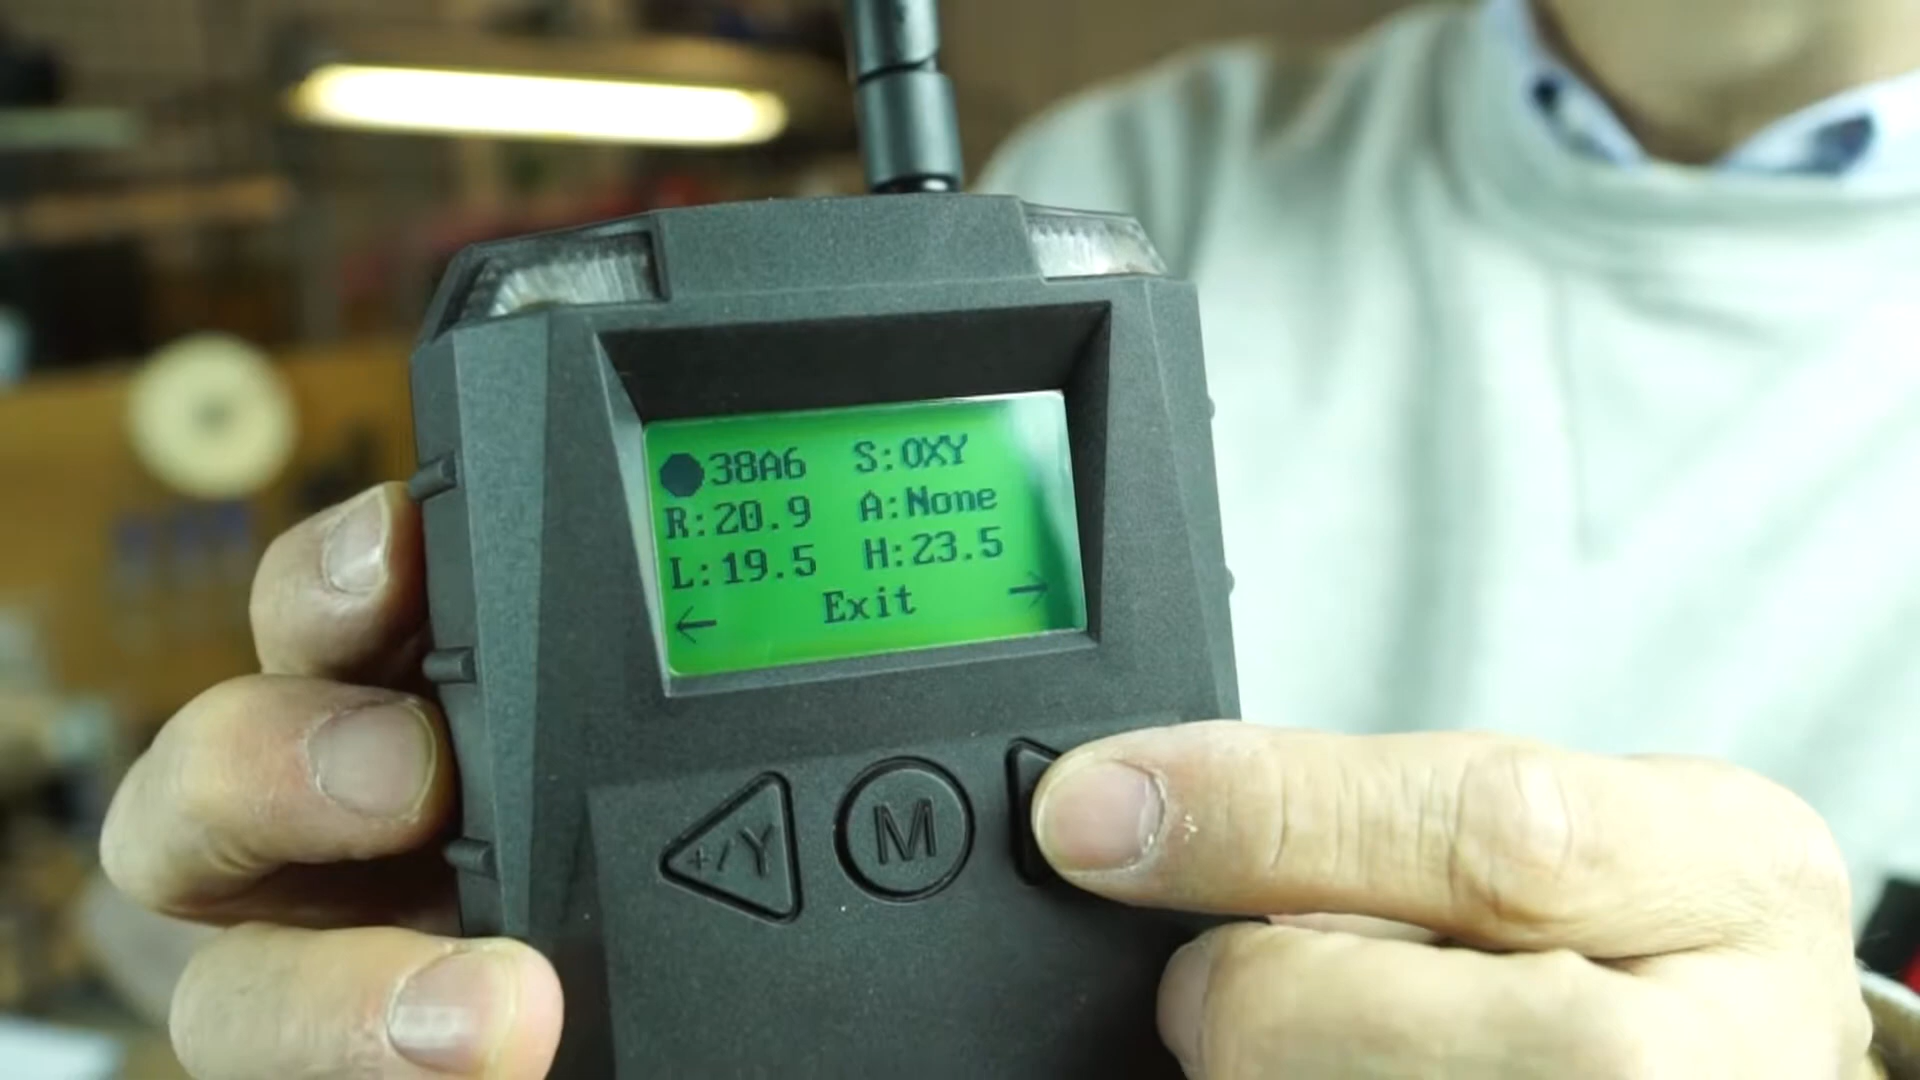 38A6 S:OXY
R:20.9 A:None
L:19.5 H:23.5
← Exit →
+/Y M